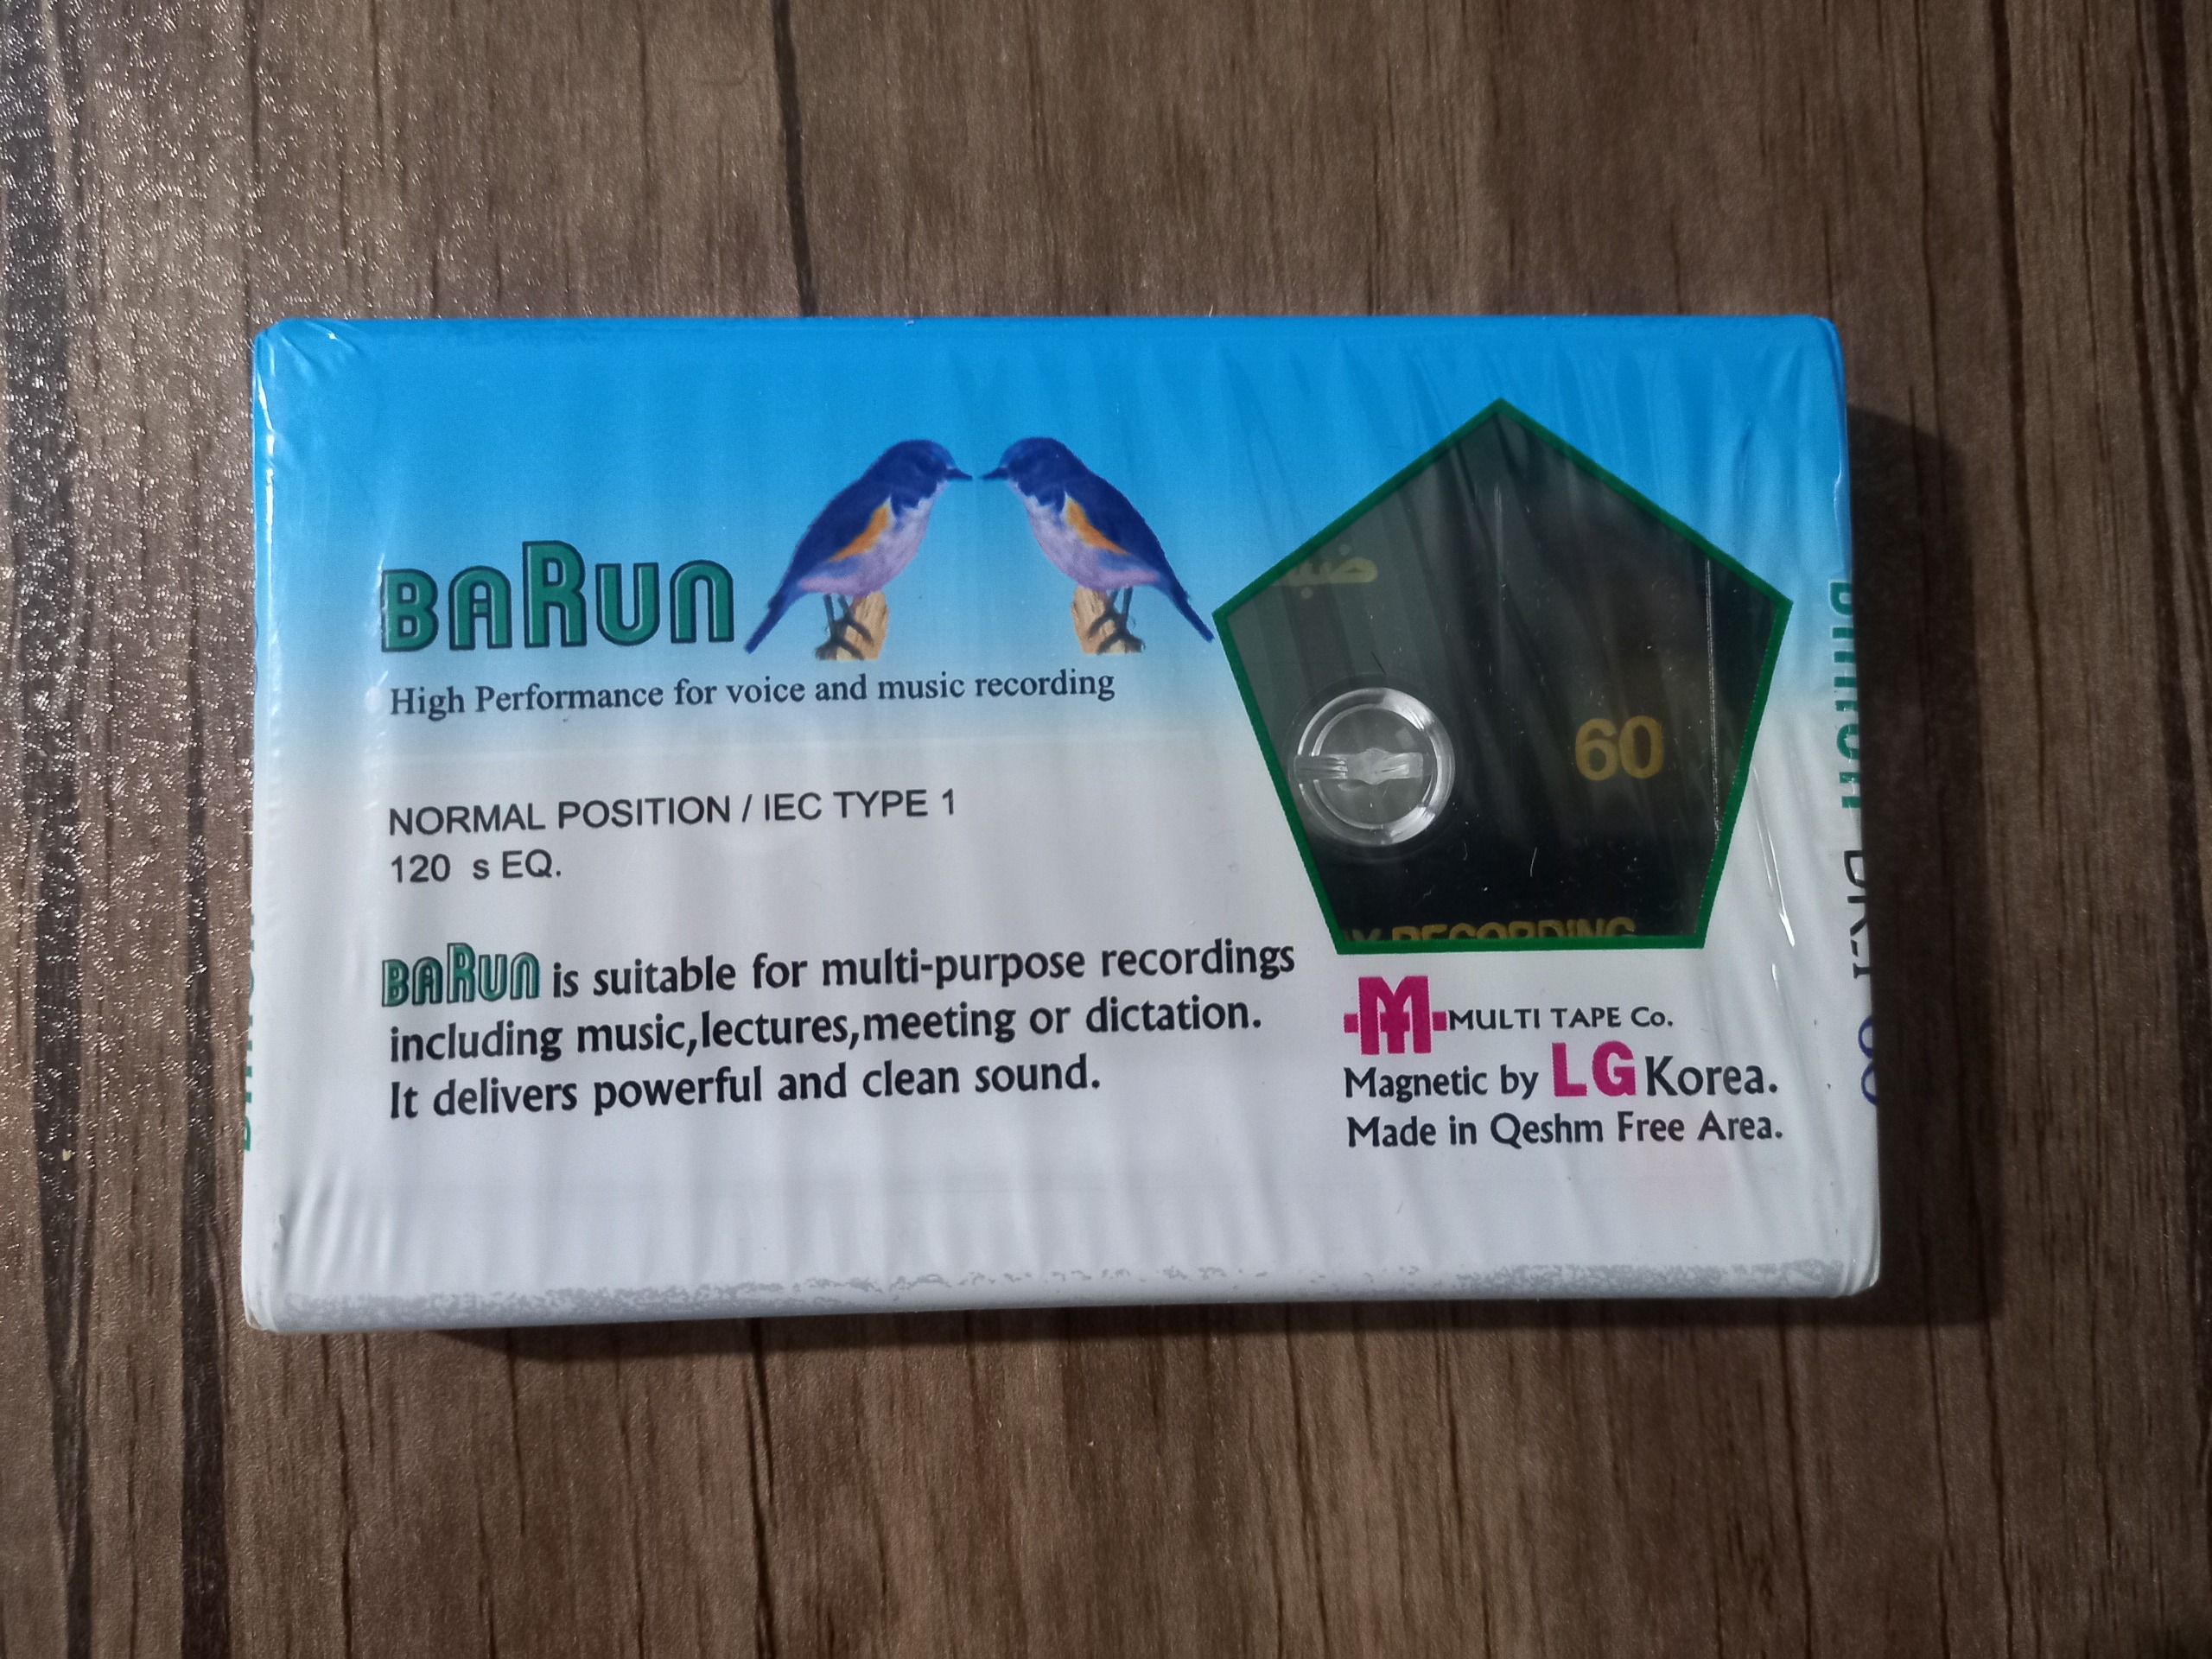 BARUN
High Performance for voice and music recording
NORMAL POSITION / IEC TYPE 1
120 s EQ.
BARUN is suitable for multi-purpose recordings
including music,lectures,meeting or dictation.
It delivers powerful and clean sound.
60
RECORDING
MULTI TAPE Co.
Magnetic by LG Korea.
Made in Qeshm Free Area.